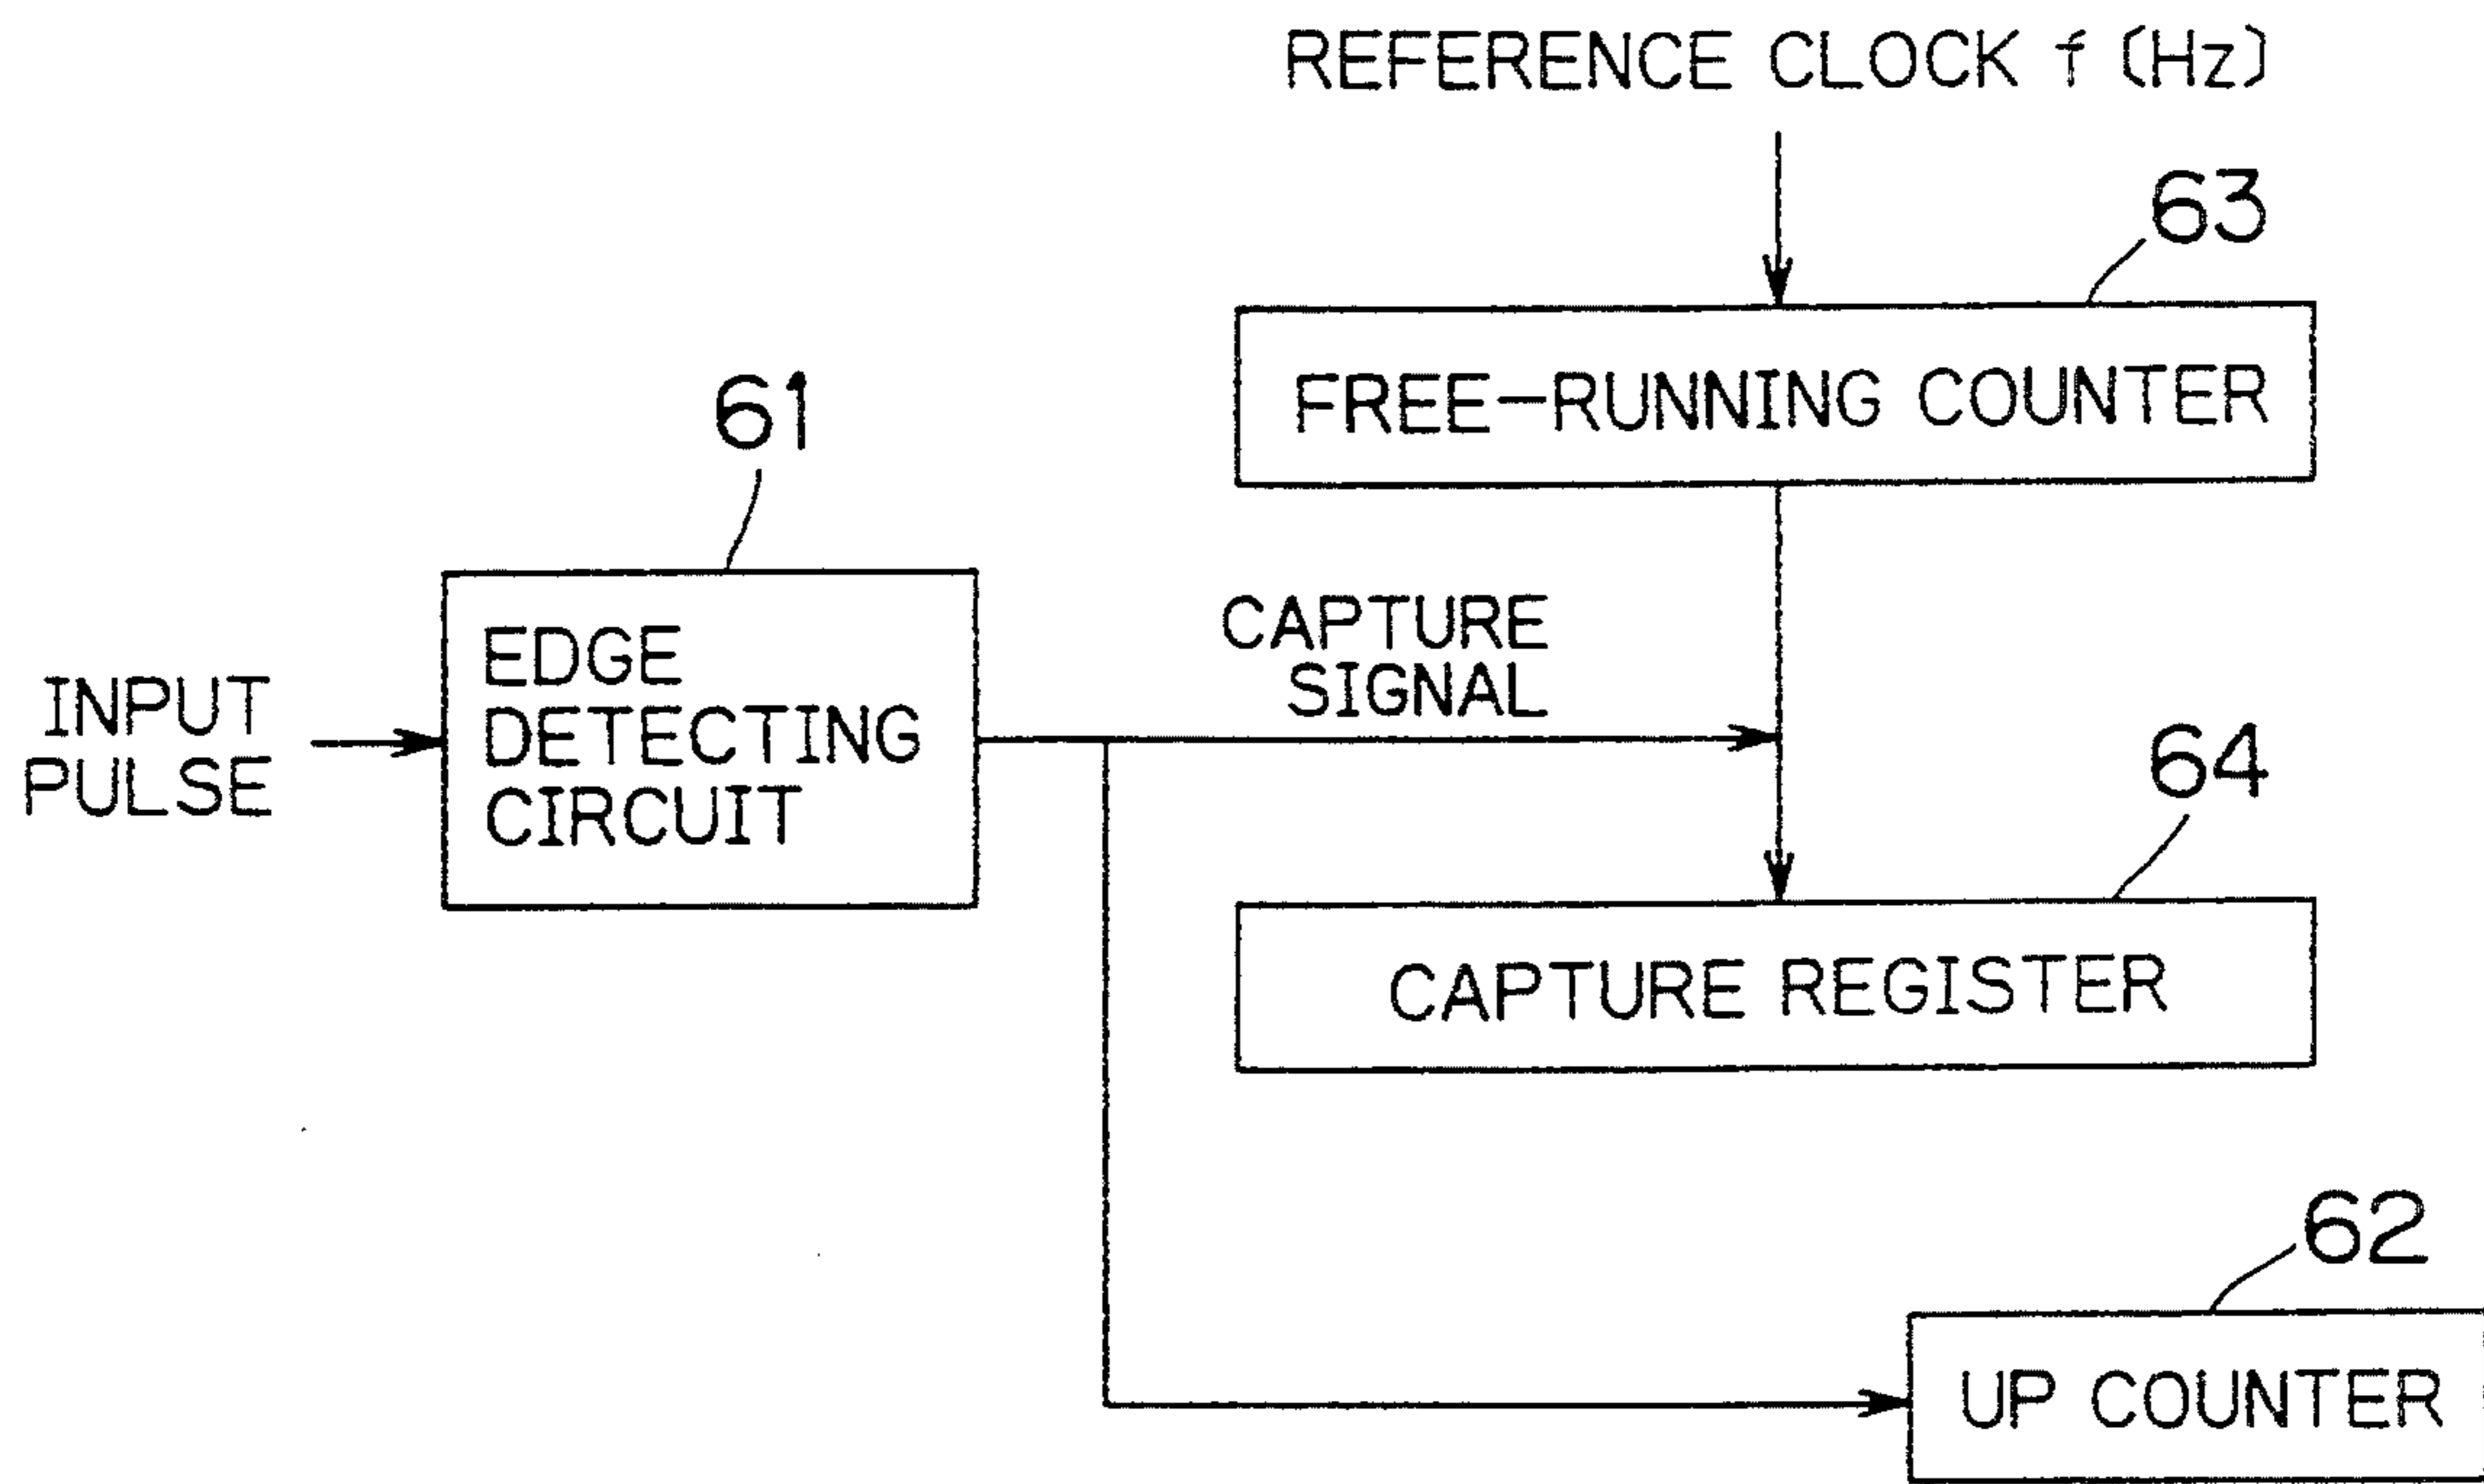 REFERENCE CLOCK f (Hz)
63
FREE-RUNNING COUNTER
61
EDGE
DETECTING
CIRCUIT
INPUT
PULSE
CAPTURE
SIGNAL
64
CAPTURE REGISTER
62
UP COUNTER